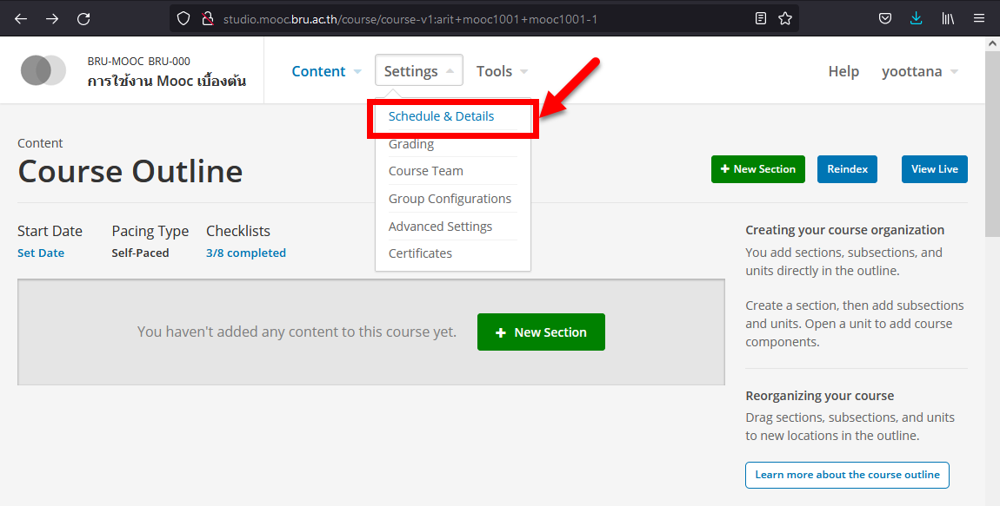 studio.mooc.bru.ac.th/course/course-v1:arit+mooc1001+mooc1001-1
BRU-MOOC BRU-000
การใช้งาน Mooc เบื้องต้น
Content
Settings
Tools
Help
yoottana
Schedule & Details
Grading
Course Team
Group Configurations
Advanced Settings
Certificates
Content
Course Outline
+ New Section
Reindex
View Live
Start Date
Set Date
Pacing Type
Self-Paced
Checklists
3/8 completed
You haven't added any content to this course yet.
+ New Section
Creating your course organization
You add sections, subsections, and
units directly in the outline.
Create a section, then add subsections
and units. Open a unit to add course
components.
Reorganizing your course
Drag sections, subsections, and units
to new locations in the outline.
Learn more about the course outline